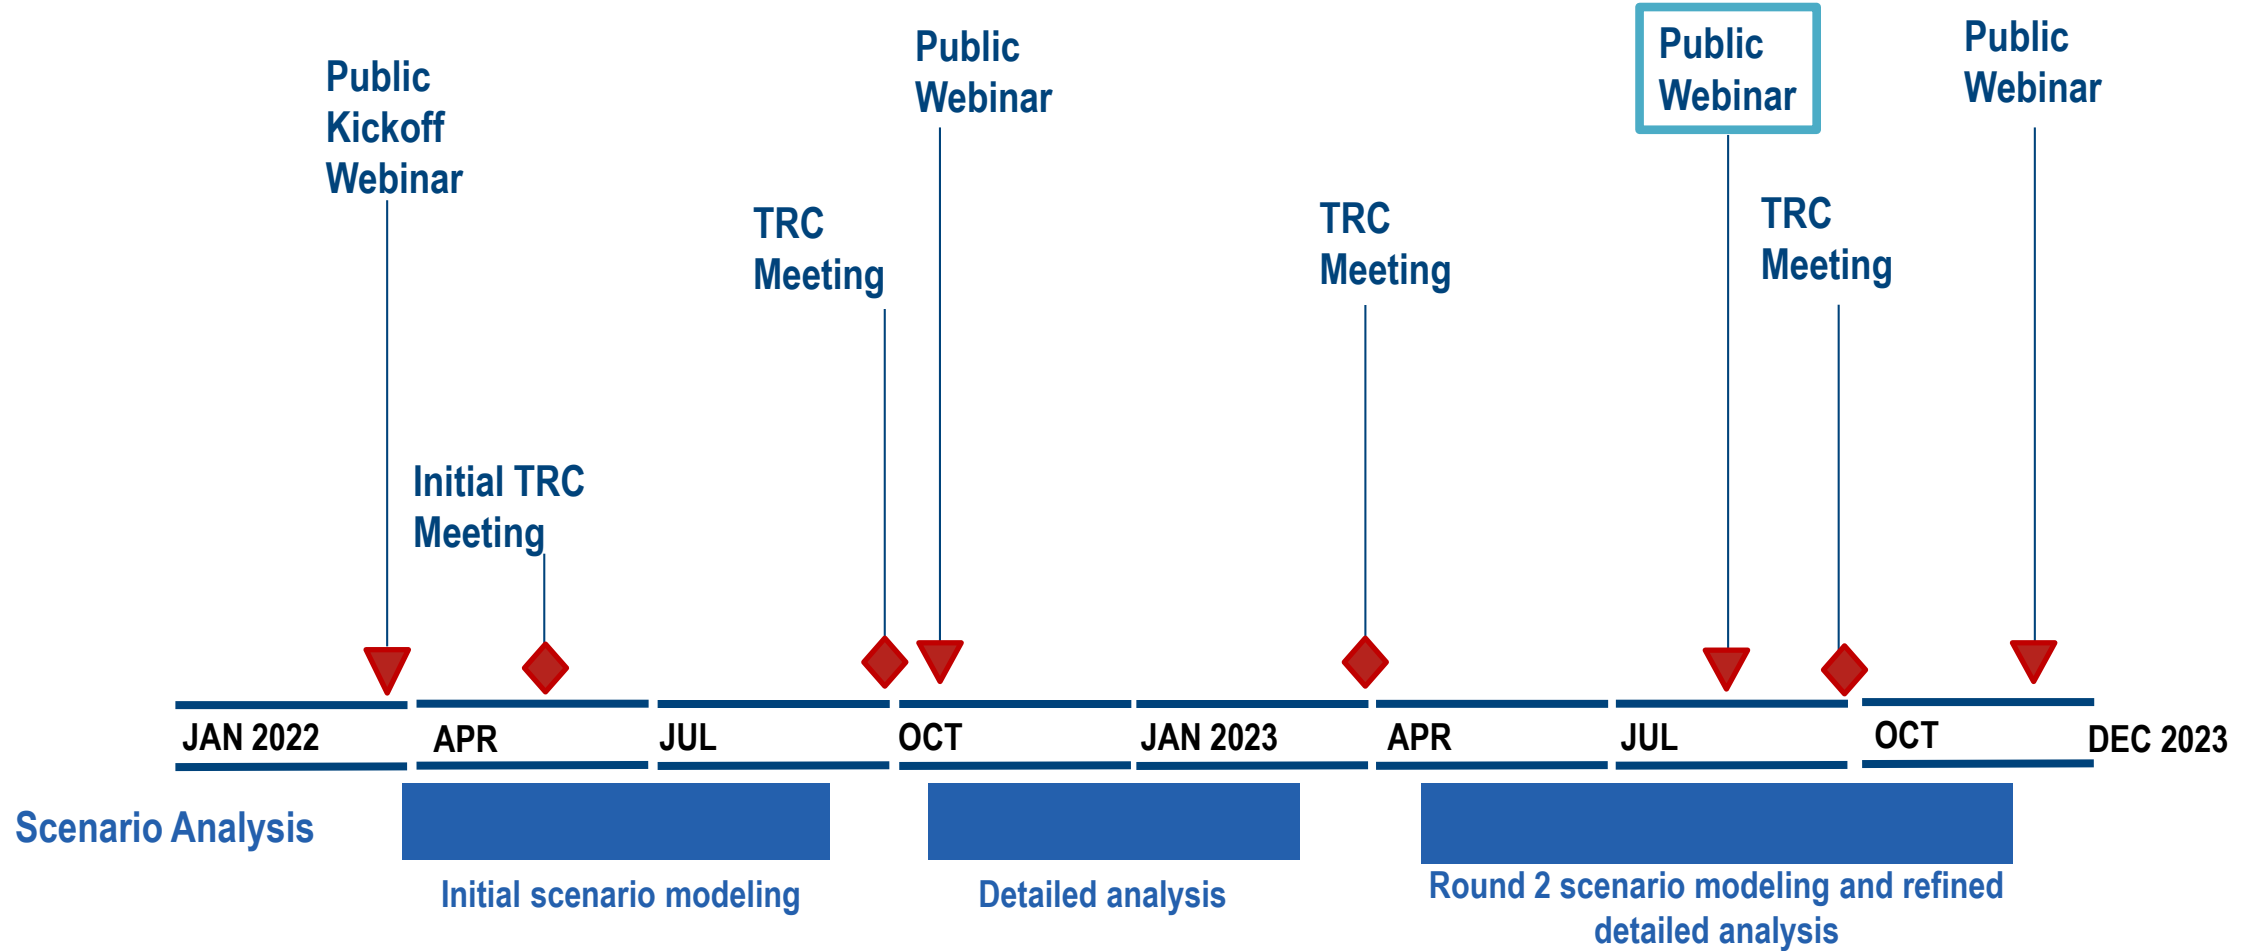 Public
Kickoff
Webinar
Initial TRC
Meeting
TRC
Meeting
Public
Webinar
TRC
Meeting
Public
Webinar
TRC
Meeting
Public
Webinar
JAN 2022
APR
JUL
OCT
JAN 2023
APR
JUL
OCT
DEC 2023
Scenario Analysis
Initial scenario modeling
Detailed analysis
Round 2 scenario modeling and refined
detailed analysis